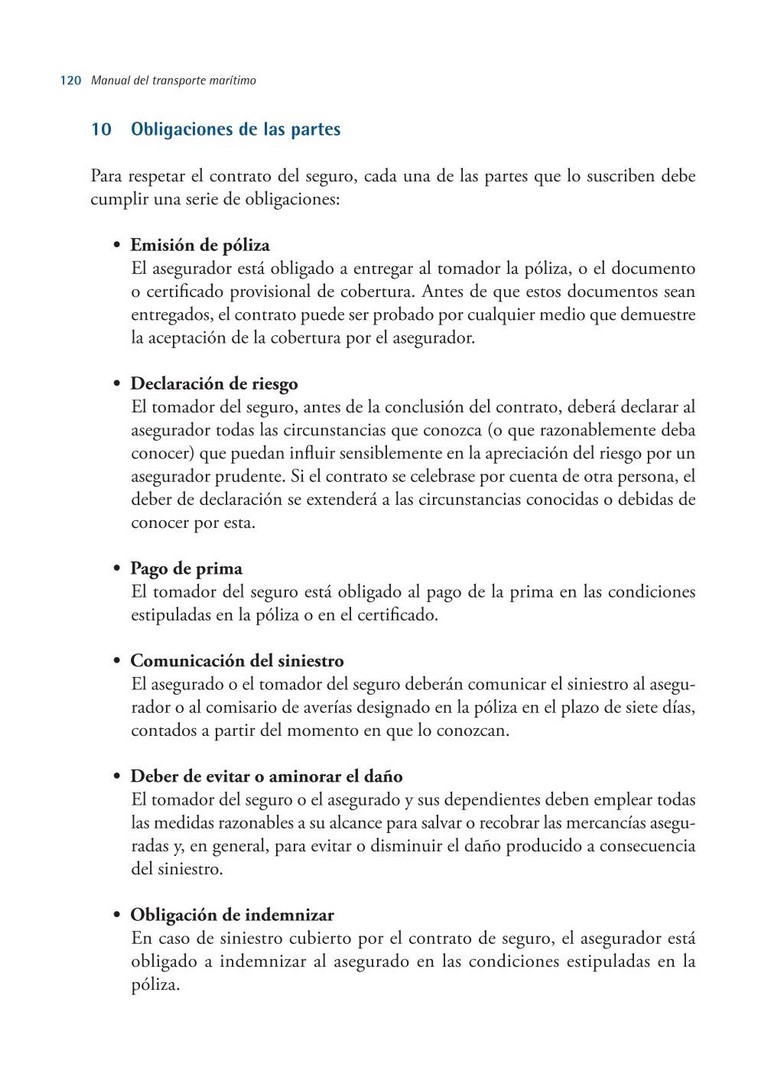 120 Manual del transporte marítimo
10 Obligaciones de las partes
Para respetar el contrato del seguro, cada una de las partes que lo suscriben debe
cumplir una serie de obligaciones:
• Emisión de póliza
El asegurador está obligado a entregar al tomador la póliza, o el documento
o certificado provisional de cobertura. Antes de que estos documentos sean
entregados, el contrato puede ser probado por cualquier medio que demuestre
la aceptación de la cobertura por el asegurador.
• Declaración de riesgo
El tomador del seguro, antes de la conclusión del contrato, deberá declarar al
asegurador todas las circunstancias que conozca (o que razonablemente deba
conocer) que puedan influir sensiblemente en la apreciación del riesgo por un
asegurador prudente. Si el contrato se celebrase por cuenta de otra persona, el
deber de declaración se extenderá a las circunstancias conocidas o debidas de
conocer por esta.
• Pago de prima
El tomador del seguro está obligado al pago de la prima en las condiciones
estipuladas en la póliza o en el certificado.
• Comunicación del siniestro
El asegurado o el tomador del seguro deberán comunicar el siniestro al asegu-
rador o al comisario de averías designado en la póliza en el plazo de siete días,
contados a partir del momento en que lo conozcan.
• Deber de evitar o aminorar el daño
El tomador del seguro o el asegurado y sus dependientes deben emplear todas
las medidas razonables a su alcance para salvar o recobrar las mercancías asegu-
radas y, en general, para evitar o disminuir el daño producido a consecuencia
del siniestro.
• Obligación de indemnizar
En caso de siniestro cubierto por el contrato de seguro, el asegurador está
obligado a indemnizar al asegurado en las condiciones estipuladas en la
póliza.